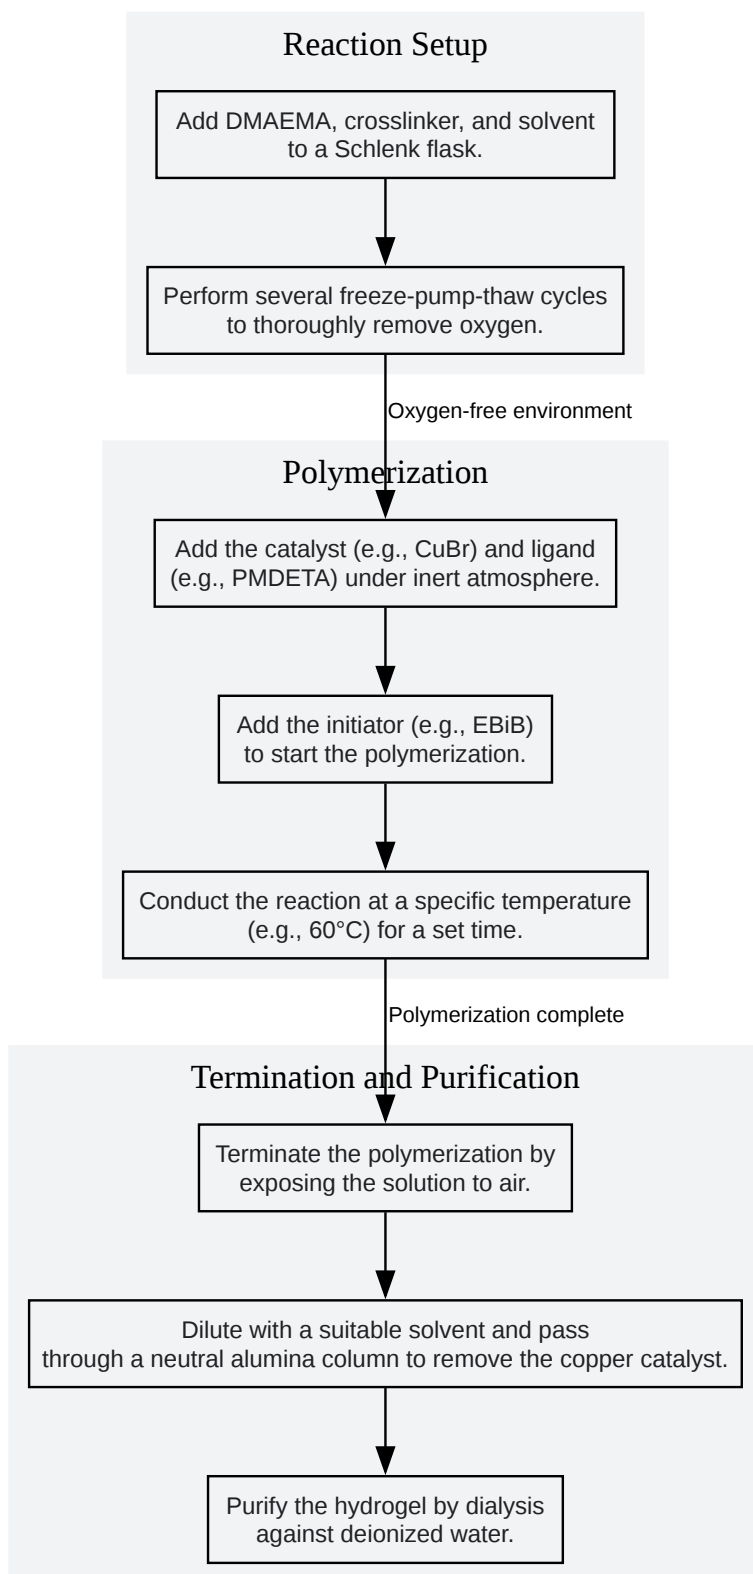 Reaction Setup
Add DMAEMA, crosslinker, and solvent
to a Schlenk flask.
Perform several freeze-pump-thaw cycles
to thoroughly remove oxygen.
Oxygen-free environment
Polymerization
Add the catalyst (e.g., CuBr) and ligand
(e.g., PMDETA) under inert atmosphere.
Add the initiator (e.g., EBiB)
to start the polymerization.
Conduct the reaction at a specific temperature
(e.g., 60°C) for a set time.
Polymerization complete
Termination and Purification
Terminate the polymerization by
exposing the solution to air.
Dilute with a suitable solvent and pass
through a neutral alumina column to remove the copper catalyst.
Purify the hydrogel by dialysis
against deionized water.